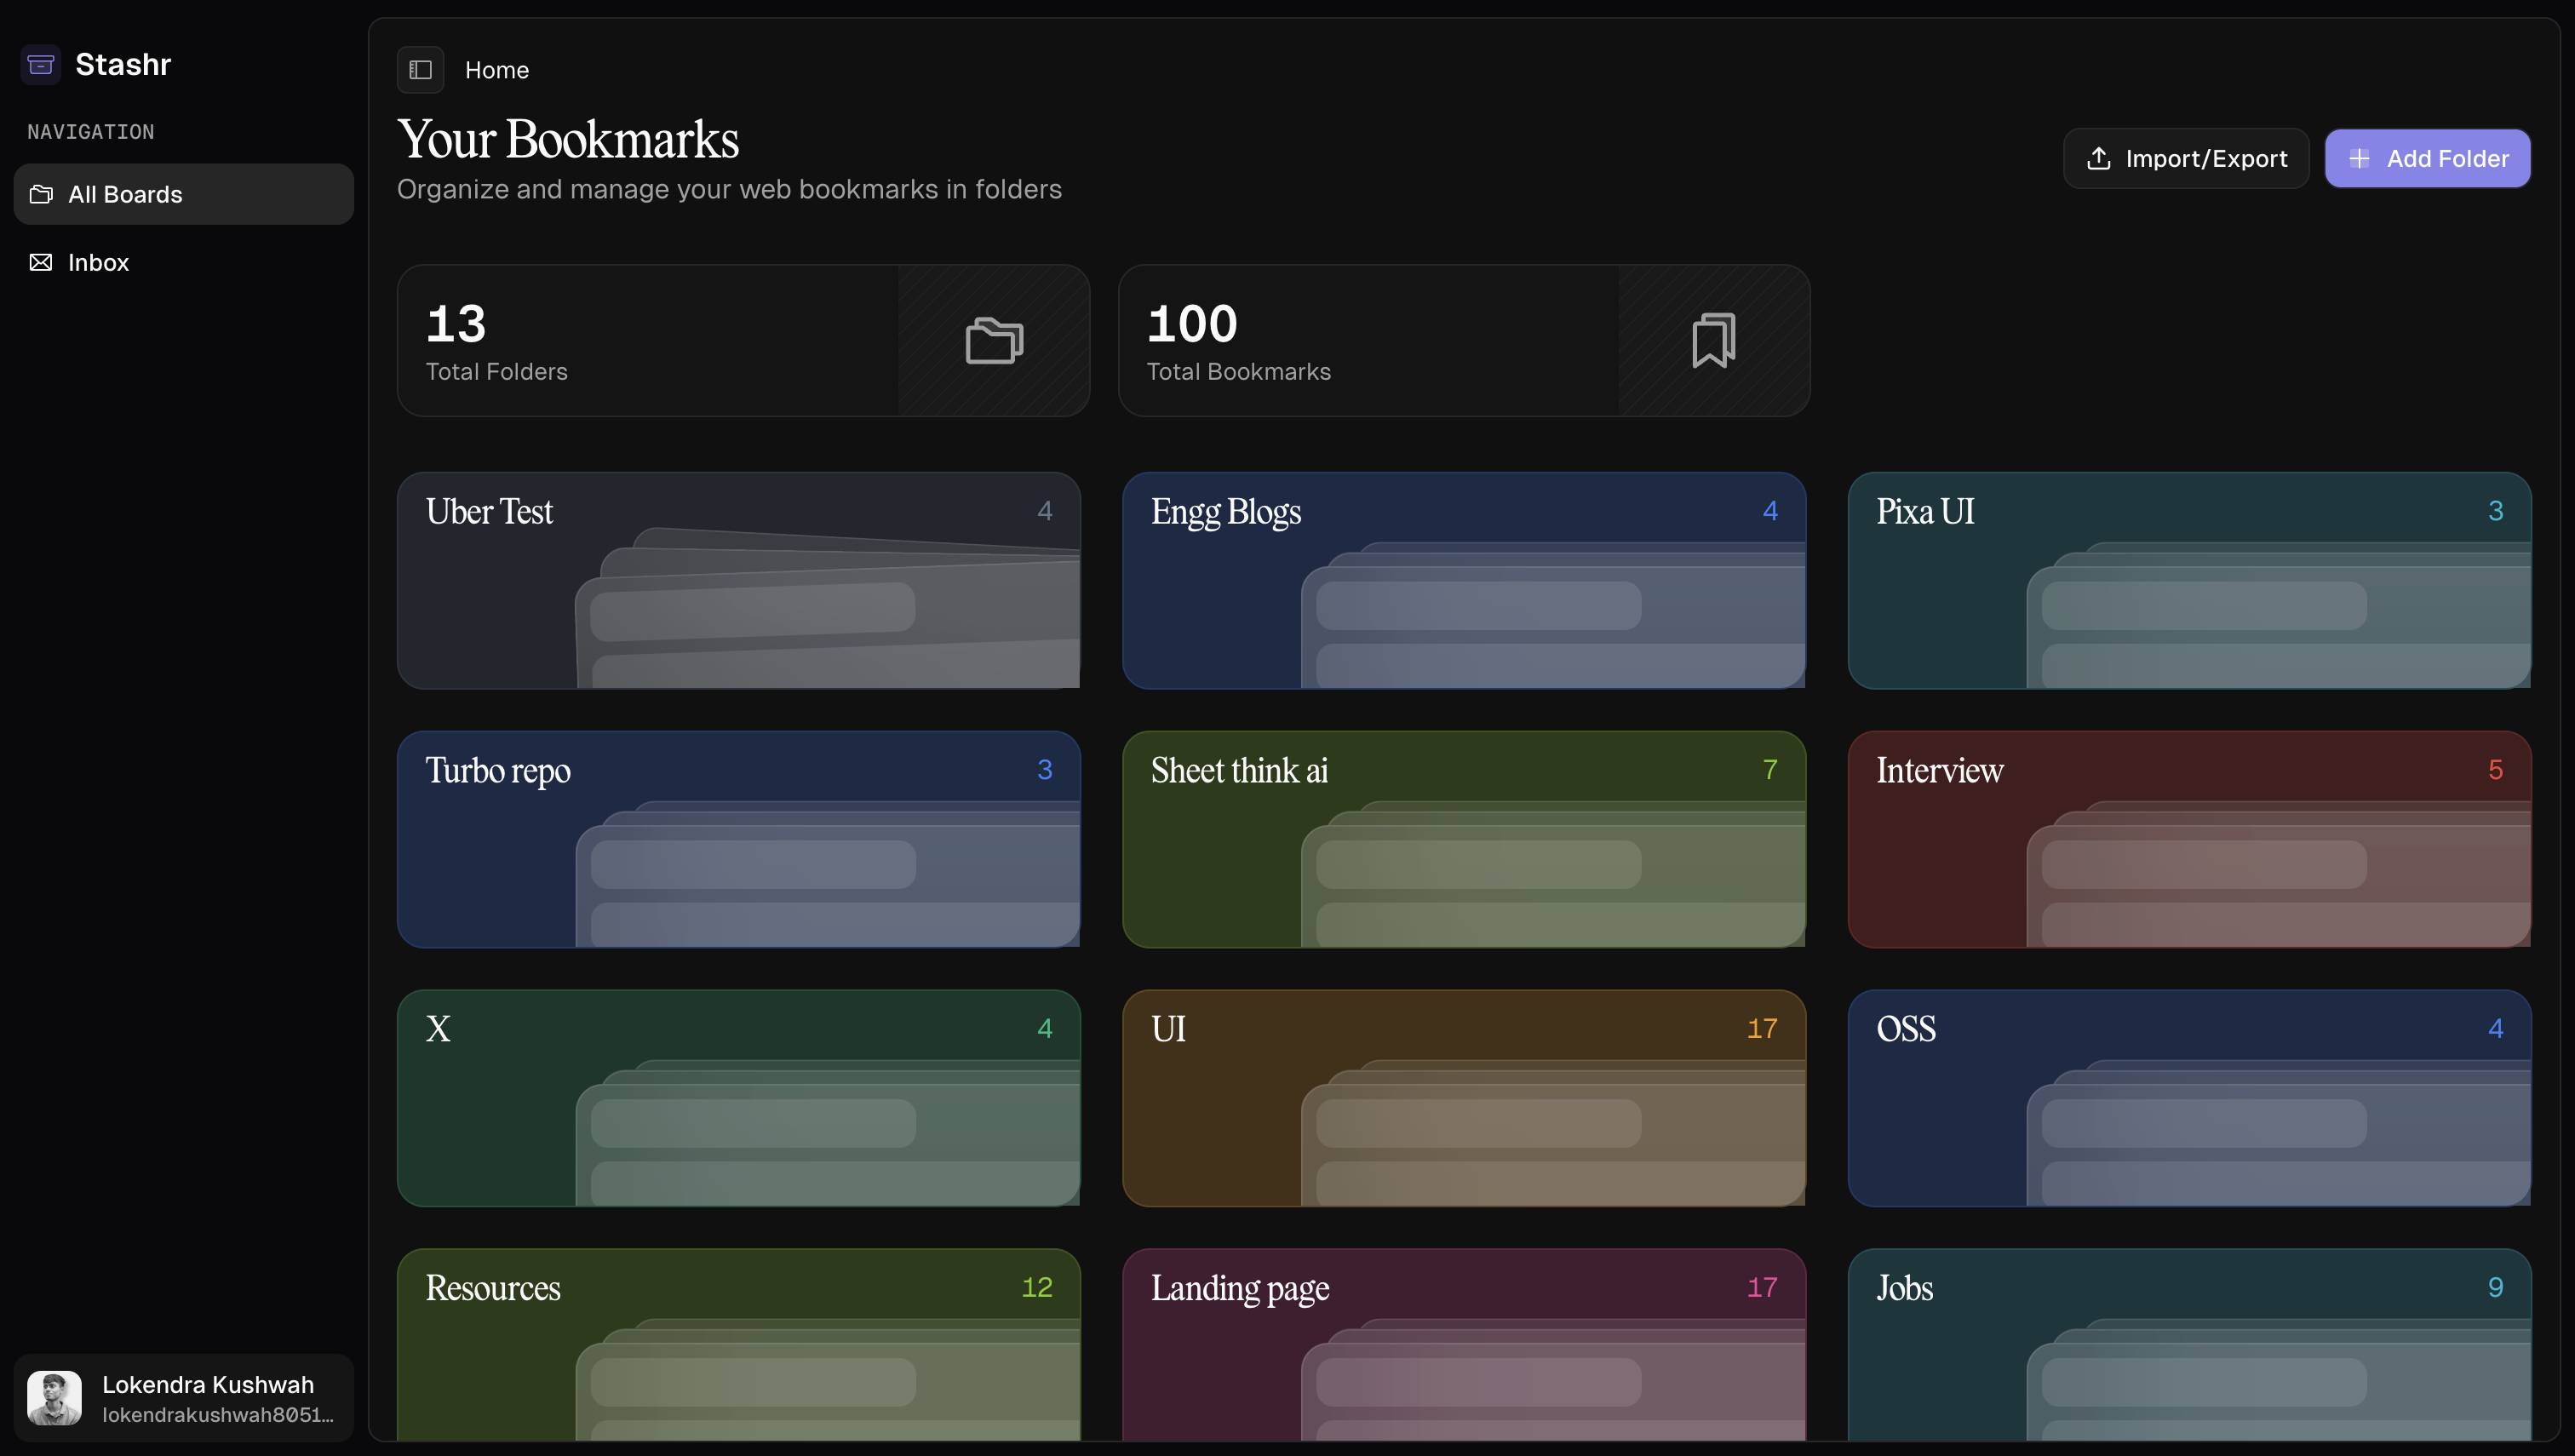 Stashr
NAVIGATION
All Boards
Inbox
Lokendra Kushwah
lokendrakushwah8051...
Home
Your Bookmarks
Organize and manage your web bookmarks in folders
Import/Export
Add Folder
13
Total Folders
100
Total Bookmarks
Uber Test 4
Engg Blogs 4
Pixa UI 3
Turbo repo 3
Sheet think ai 7
Interview 5
X 4
UI 17
OSS 4
Resources 12
Landing page 17
Jobs 9